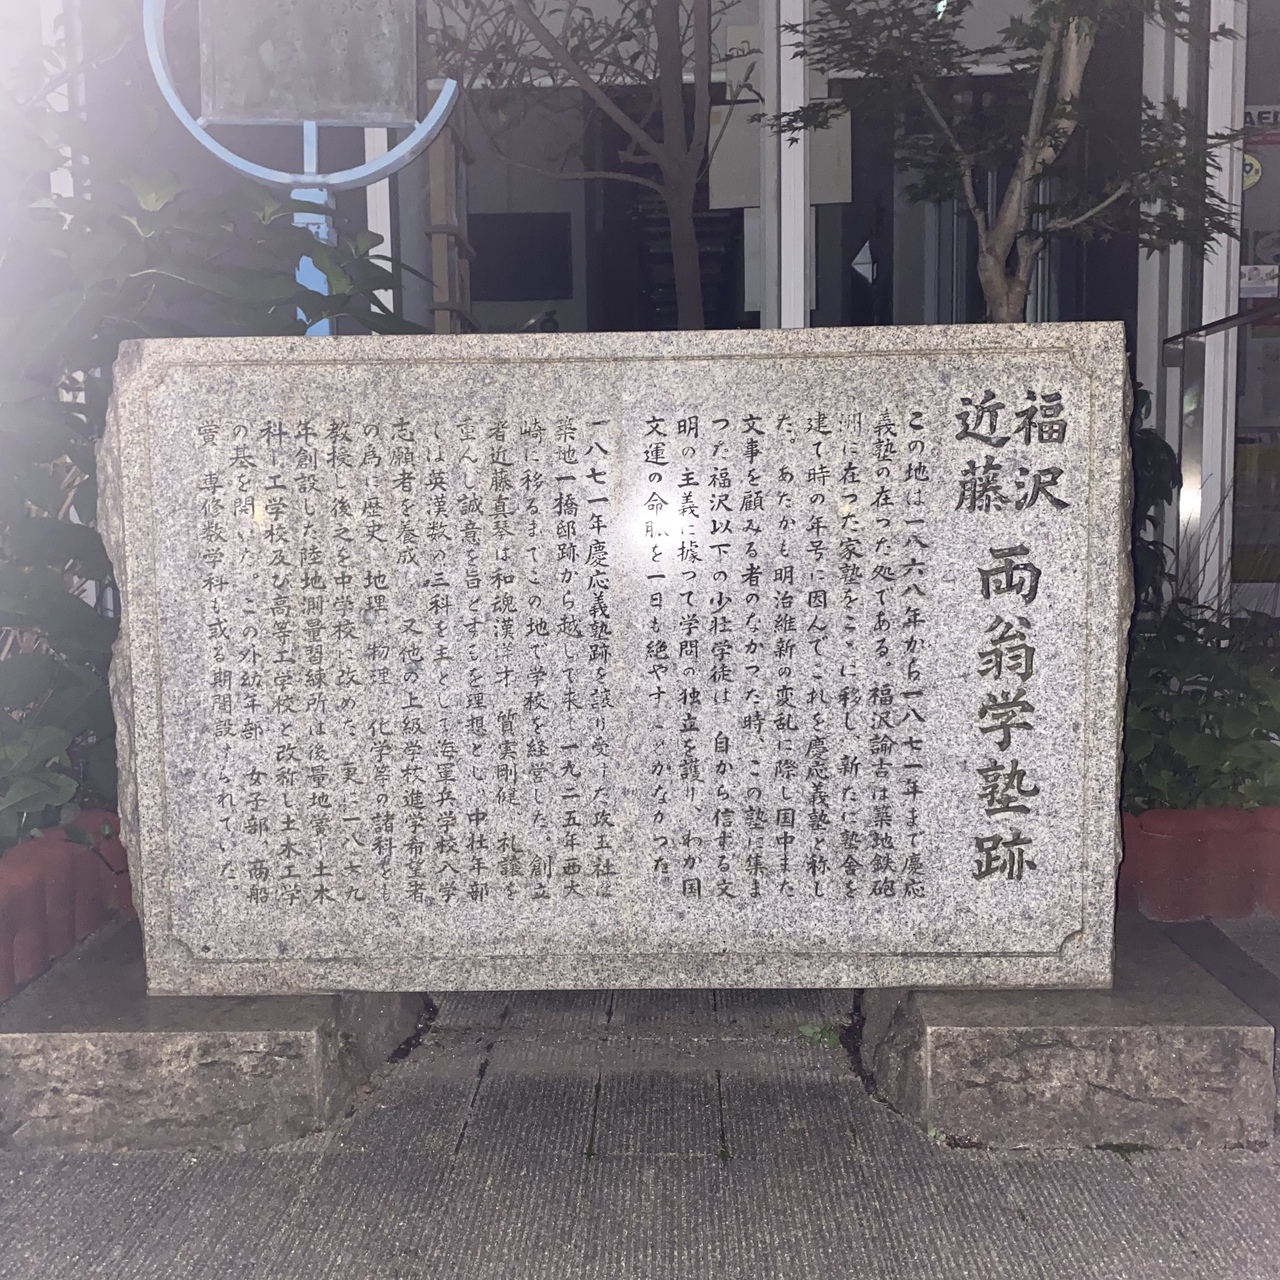 福沢
近藤
両翁学塾跡
この地は一八六八年から一八七一年まで慶応
義塾の在った処である。福沢諭吉は築地鉄砲
洲に在った家塾をここに移し、新たに塾舎を
建て時の年号に因んでこれを慶応義塾と称し
た。あたかも明治維新の変乱に際し国中また
文事を顧みる者のなかった時、この塾に集ま
つた福沢以下の少壮学徒は、自から信ずる文
明の主義に據つて学問の独立を護り、わが国
文運の命脈を一日も絶やすことがなかつた。
一八七一年慶応義塾跡を譲り受けた攻玉社は
築地一橋邸跡から越して来て一九二五年西大
崎に移るまでこの地で学校を経営した。創立
者近藤真琴は和魂漢洋才、質実剛健、礼譲を
重んじ誠意を旨とするを理想とし、中壮年部
では英漢数の三科を主として海軍兵学校入学
志願者を養成し、又他の上級学校進学希望者
の為に歴史、地理、物理、化学等の諸科をも
教授し後之を中学校に改めた。更に一八七九
年創設した陸地測量習練所は後量地黌、土木
科、工学校及び高等工学校と改称し土木工学
の基を開いた。この外幼年部、女子部、商船
黌、専修数学科も或る期間設けられていた。